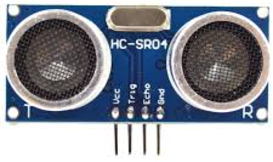 HC-SR04
T
R
Vcc
Trig
Echo
Gnd